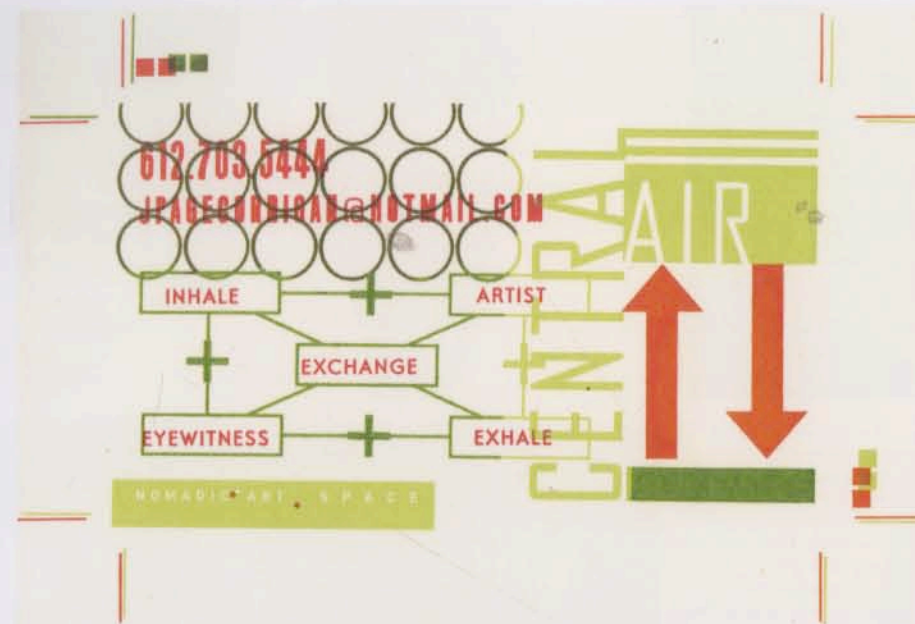 612.703.5444
JPAGECORRIGAN@HOTMAIL.COM
INHALE
ARTIST
EXCHANGE
EYEWITNESS
EXHALE
NOMADIC ART SPACE
CENTRAL
AIR